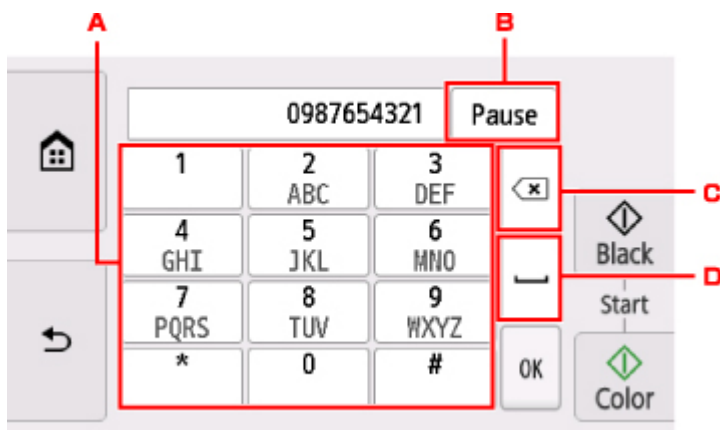 A
B
0987654321 Pause
1
2
ABC
3
DEF
C
4
GHI
5
JKL
6
MNO
Black
D
7
PQRS
8
TUV
9
WXYZ
Start
*
0
#
OK
Color